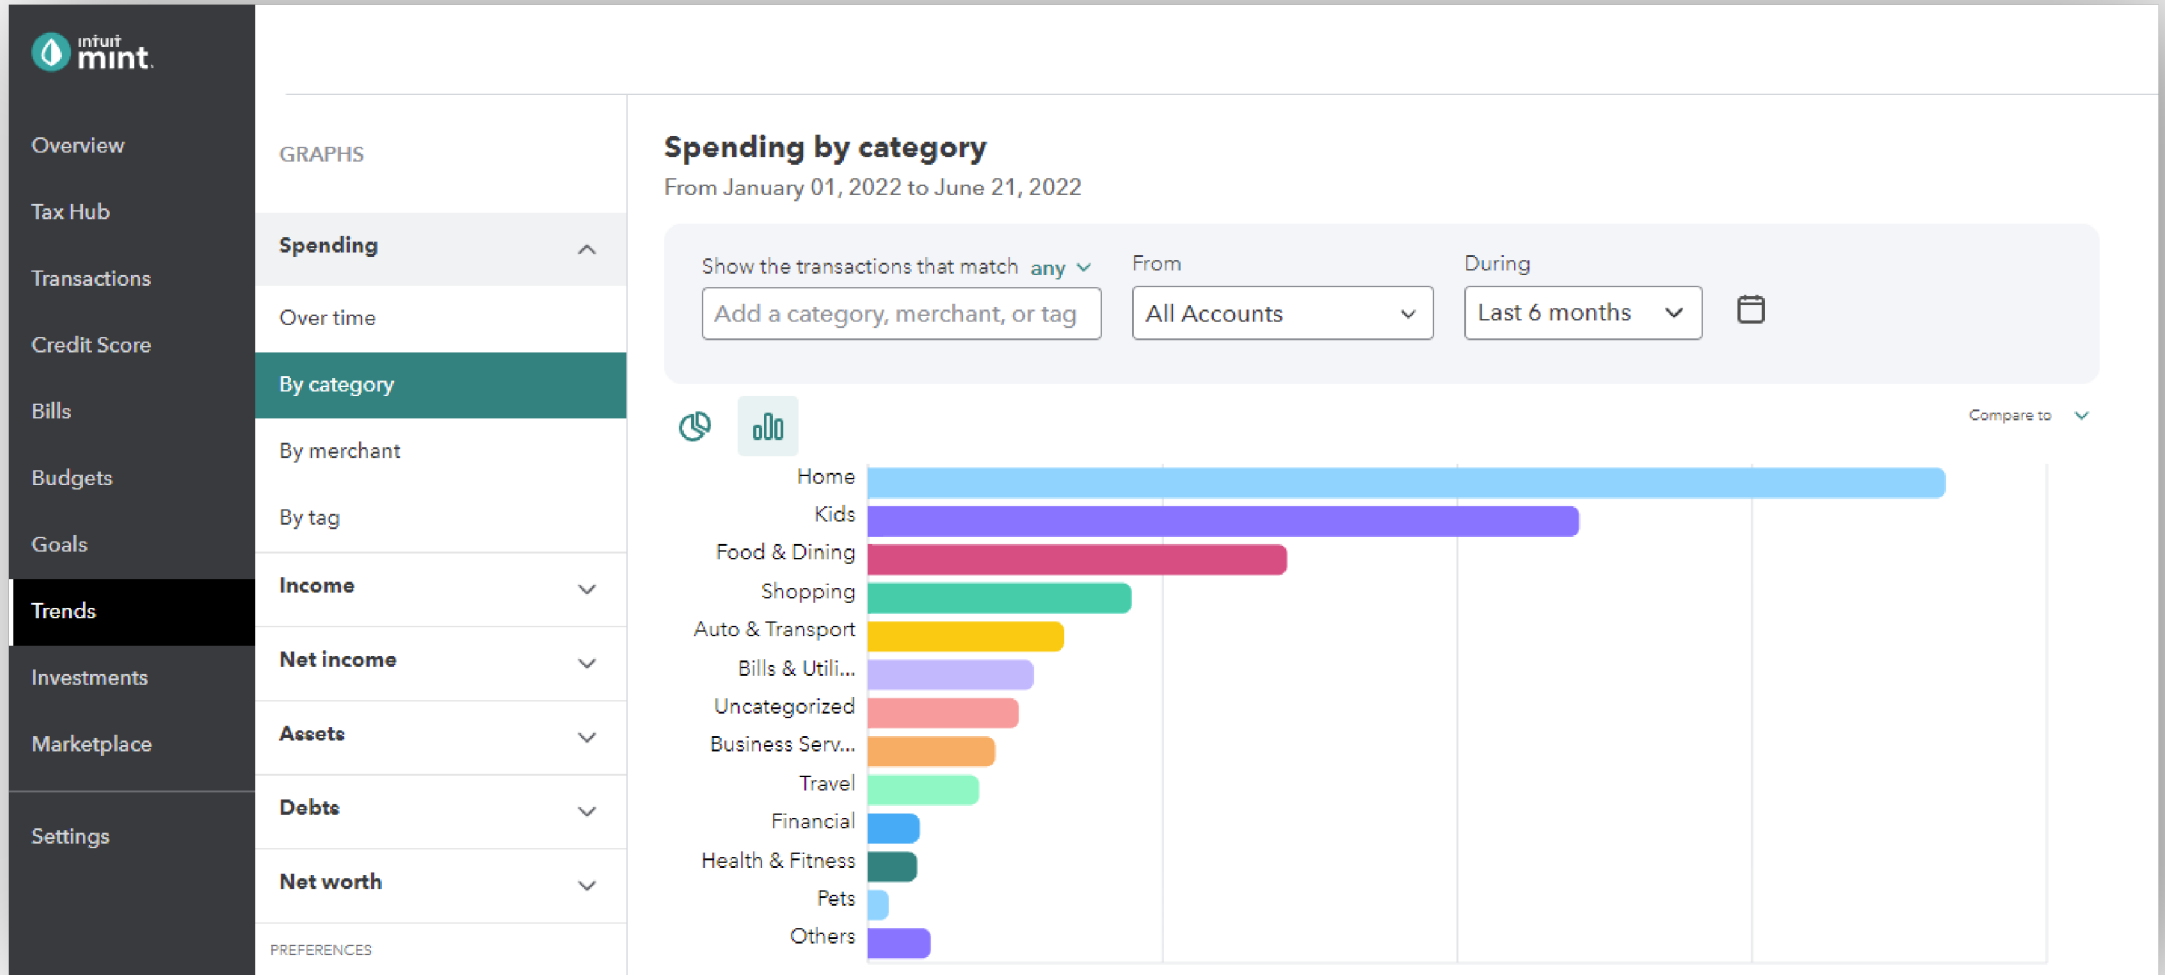 intuit
mint.
Overview
Tax Hub
Transactions
Credit Score
Bills
Budgets
Goals
Trends
Investments
Marketplace
Settings
GRAPHS
Spending
Over time
By category
By merchant
By tag
Income
Net income
Assets
Debts
Net worth
PREFERENCES
Spending by category
From January 01, 2022 to June 21, 2022
Show the transactions that match any
Add a category, merchant, or tag
From
All Accounts
During
Last 6 months
Compare to
Home
Kids
Food & Dining
Shopping
Auto & Transport
Bills & Utili...
Uncategorized
Business Serv...
Travel
Financial
Health & Fitness
Pets
Others